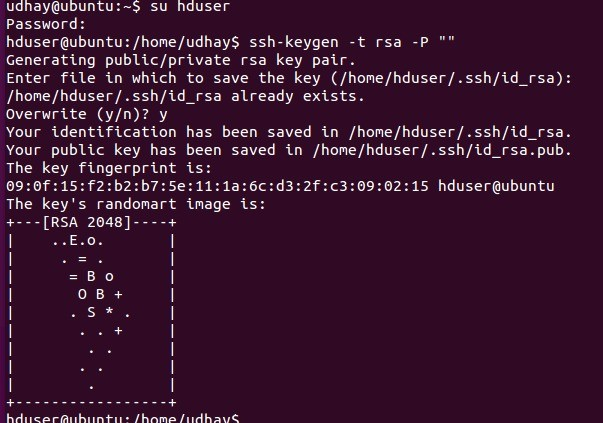 udhay@ubuntu:~$ su hduser
Password:
hduser@ubuntu:/home/udhay$ ssh-keygen -t rsa -P ""
Generating public/private rsa key pair.
Enter file in which to save the key (/home/hduser/.ssh/id_rsa):
/home/hduser/.ssh/id_rsa already exists.
Overwrite (y/n)? y
Your identification has been saved in /home/hduser/.ssh/id_rsa.
Your public key has been saved in /home/hduser/.ssh/id_rsa.pub.
The key fingerprint is:
09:0f:15:f2:b2:b7:5e:11:1a:6c:d3:2f:c3:09:02:15 hduser@ubuntu
The key's randomart image is:
+---[RSA 2048]----+
|    ..E.o.       |
|     . = .       |
|      = B o      |
|       O B +     |
|      . S * .    |
|       . . +     |
|        . .      |
|       . .       |
|        .        |
+-----------------+
hduser@ubuntu:/home/udhay$